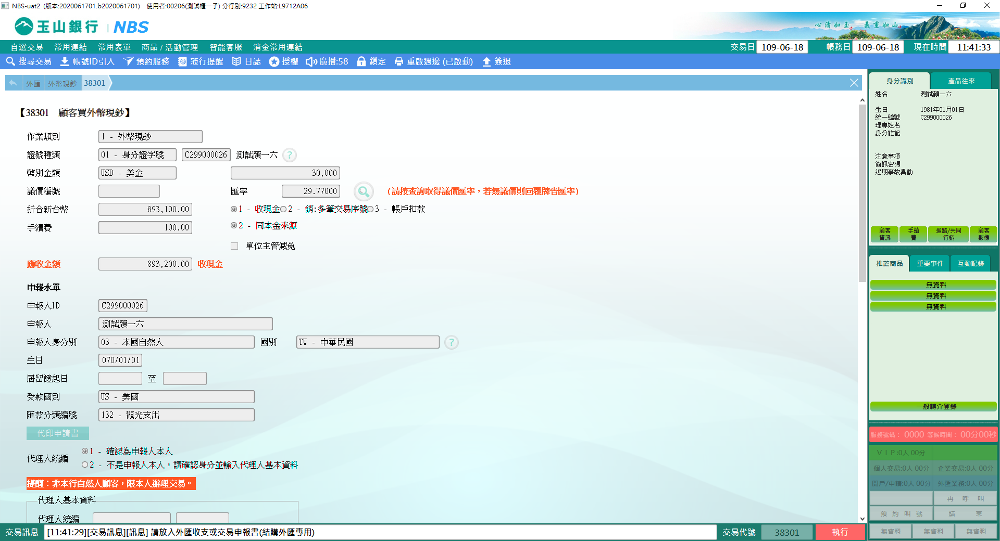 NBS-uat2 (版本:2020061701.b2020061701) 使用者:00206(測試櫃一子) 分行別:9232 工作站:L9712A06
玉山銀行 | NBS
心清如玉。 義重如山。
自選交易 常用連結 常用表單 商品 / 活動管理 智能客服 消金常用連結 交易日 109-06-18 帳務日 109-06-18 現在時間 11:41:33
搜尋交易 帳號ID引入 預約服務 蒞行提醒 日誌 授權 廣播:58 鎖定 重啟週邊 (已啟動) 簽退
外匯 外幣現鈔 38301
【38301 顧客買外幣現鈔】
作業類別 1 - 外幣現鈔
證號種類 01 - 身分證字號 C299000026 測試顏一六 ?
幣別金額 USD - 美金 30,000
議價編號 匯率 29.77000 (請按查詢取得議價匯率，若無議價則回覆牌告匯率)
折合新台幣 893,100.00 1 - 收現金 2 - 銷:多筆交易序號 3 - 帳戶扣款
手續費 100.00 2 - 同本金來源
單位主管減免
應收金額 893,200.00 收現金
申報水單
申報人ID C299000026
申報人 測試顏一六
申報人身分別 03 - 本國自然人 國別 TW - 中華民國 ?
生日 070/01/01
居留證起日 至
受款國別 US - 美國
匯款分類編號 132 - 觀光支出
代印申請書
代理人統編 1 - 確認為申報人本人
2 - 不是申報人本人，請確認身分並輸入代理人基本資料
提醒：非本行自然人顧客，限本人辦理交易。
代理人基本資料
代理人統編
交易訊息 [11:41:29][交易訊息][訊息] 請放入外匯收支或交易申報書(結購外匯專用) 交易代號 38301 執行
身分識別 產品往來
姓名 測試顏一六
生日 1981年01月01日
統一編號 C299000026
理專姓名
身分註記
注意事項
簡訊密碼
近期事故異動
顧客資訊 手續費 通路/共同行銷 顧客影像
推薦商品 重要事件 互動記錄
無資料
無資料
無資料
一般轉介登錄
服務號碼： 0000 等候時間： 00分00秒
ＶＩＰ:0人 00分
個人交易:0人 00分 企業交易:0人 00分
開戶/申請:0人 00分 外匯業務:0人 00分
再 呼 叫
預 約 叫 號 結 束
無資料 無資料 無資料